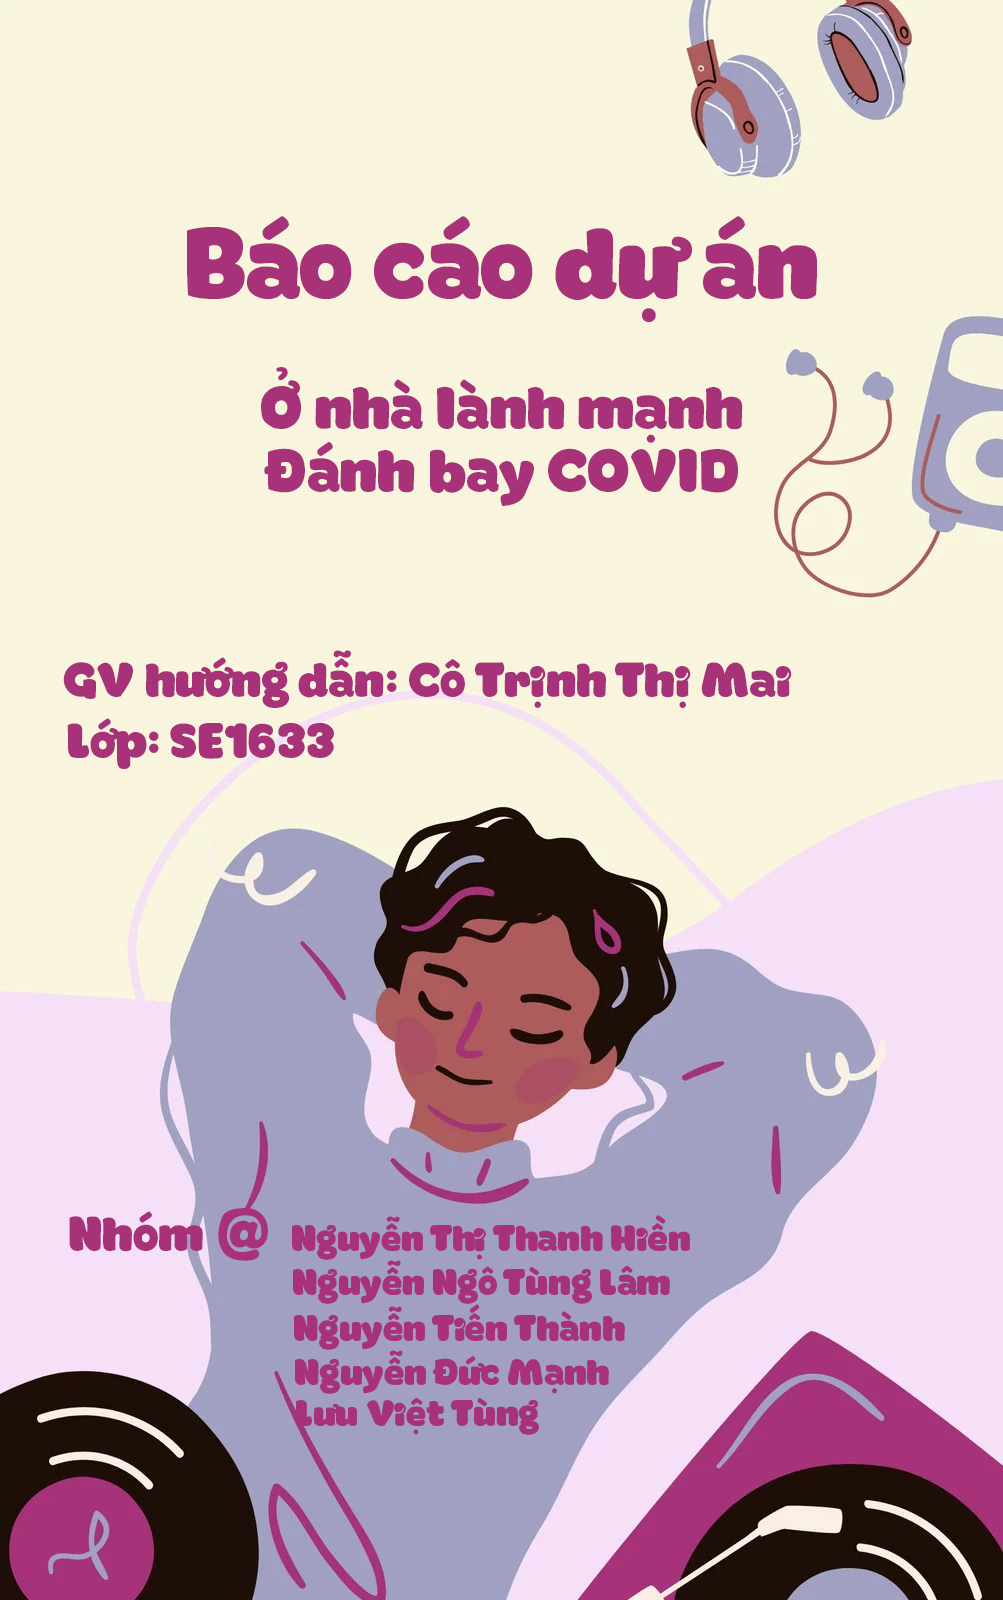 Báo cáo dự án
Ở nhà lành mạnh
Đánh bay COVID
GV hướng dẫn: Cô Trịnh Thị Mai
Lớp: SE1633
Nhóm @
Nguyễn Thị Thanh Hiền
Nguyễn Ngô Tùng Lâm
Nguyễn Tiến Thành
Nguyễn Đức Mạnh
Lưu Việt Tùng